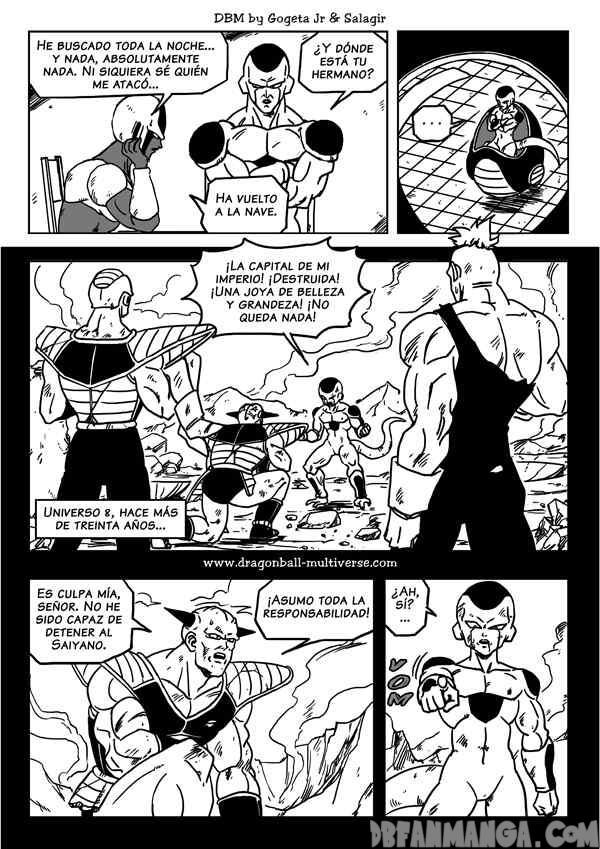 DBM by Gogeta Jr & Salagir
HE BUSCADO TODA LA NOCHE...
Y NADA, ABSOLUTAMENTE
NADA. NI SIQUIERA SÉ QUIÉN
ME ATACÓ...
¿Y DÓNDE
ESTÁ TU
HERMANO?
HA VUELTO
A LA NAVE.
...
¡LA CAPITAL DE MI
IMPERIO! ¡DESTRUIDA!
¡UNA JOYA DE BELLEZA
Y GRANDEZA! ¡NO
QUEDA NADA!
UNIVERSO 8, HACE MÁS
DE TREINTA AÑOS...
www.dragonball-multiverse.com
ES CULPA MÍA,
SEÑOR. NO HE
SIDO CAPAZ DE
DETENER AL
SAIYANO.
¡ASUMO TODA LA
RESPONSABILIDAD!
¿AH,
SÍ?
...
VOM
DBFANMANGA.COM